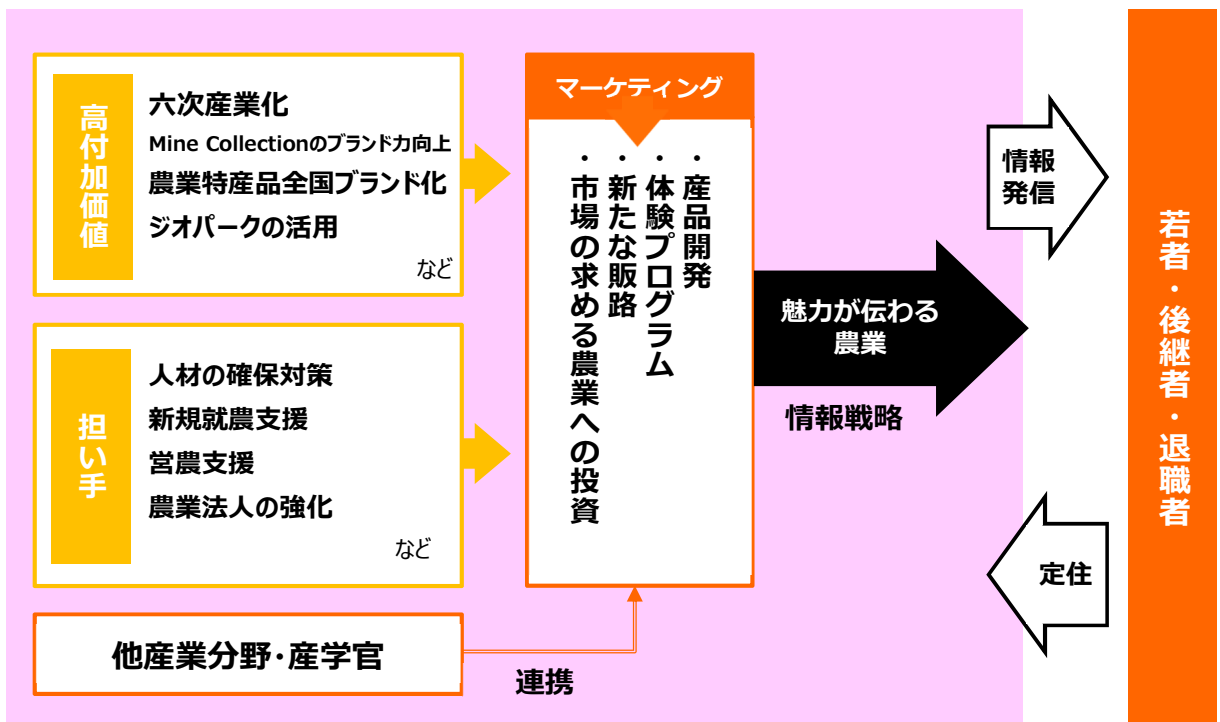 高付加価値
六次産業化
Mine Collectionのブランド力向上
農業特産品全国ブランド化
ジオパークの活用
など
担い手
人材の確保対策
新規就農支援
営農支援
農業法人の強化
など
他産業分野・産学官
連携
マーケティング
・産品開発
・体験プログラム
・新たな販路
・市場の求める農業への投資
魅力が伝わる
農業
情報戦略
情報
発信
定住
若者・後継者・退職者